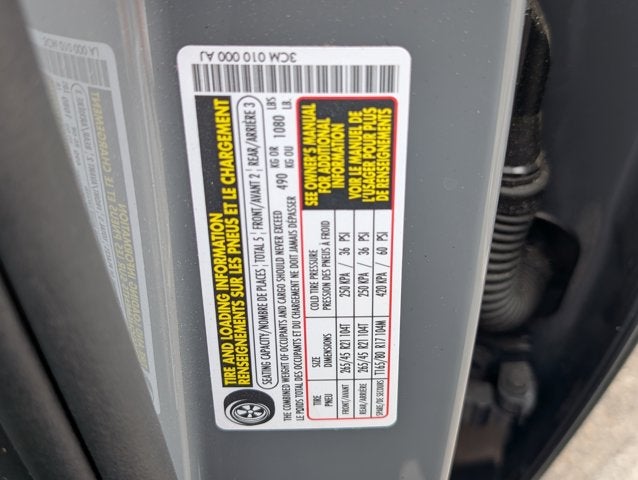 3CM 010 000 AJ
TIRE AND LOADING INFORMATION
RENSEIGNEMENTS SUR LES PNEUS ET LE CHARGEMENT
SEATING CAPACITY/NOMBRE DE PLACES TOTAL 5 FRONT/AVANT 2 REAR/ARRIÈRE 3
THE COMBINED WEIGHT OF OCCUPANTS AND CARGO SHOULD NEVER EXCEED 490 KG OR 1080 LBS
LE POIDS TOTAL DES OCCUPANTS ET DU CHARGEMENT NE DOIT JAMAIS DÉPASSER KG OU LB.
TIRE SIZE COLD TIRE PRESSURE
PNEU DIMENSIONS PRESSION DES PNEUS À FROID
FRONT/AVANT 265/45 R21 104T 250 KPA / 36 PSI
REAR/ARRIÈRE 265/45 R21 104T 250 KPA / 36 PSI
SPARE/DE SECOURS T165/80 R17 104M 420 KPA 60 PSI
SEE OWNER'S MANUAL
FOR ADDITIONAL
INFORMATION
VOIR LE MANUEL DE
L'USAGER POUR PLUS
DE RENSEIGNEMENTS